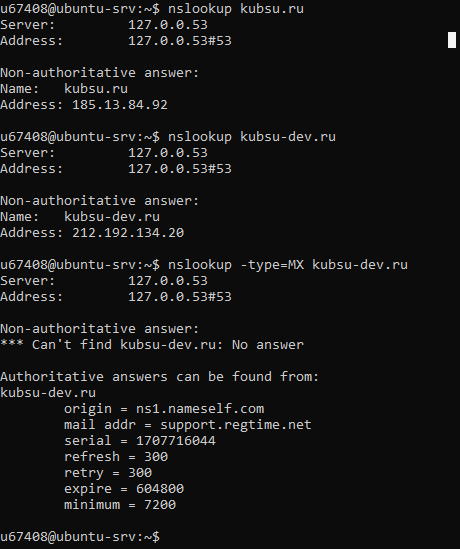 u67408@ubuntu-srv:~$ nslookup kubsu.ru
Server:         127.0.0.53
Address:        127.0.0.53#53

Non-authoritative answer:
Name:   kubsu.ru
Address: 185.13.84.92

u67408@ubuntu-srv:~$ nslookup kubsu-dev.ru
Server:         127.0.0.53
Address:        127.0.0.53#53

Non-authoritative answer:
Name:   kubsu-dev.ru
Address: 212.192.134.20

u67408@ubuntu-srv:~$ nslookup -type=MX kubsu-dev.ru
Server:         127.0.0.53
Address:        127.0.0.53#53

Non-authoritative answer:
*** Can't find kubsu-dev.ru: No answer

Authoritative answers can be found from:
kubsu-dev.ru
        origin = ns1.nameself.com
        mail addr = support.regtime.net
        serial = 1707716044
        refresh = 300
        retry = 300
        expire = 604800
        minimum = 7200

u67408@ubuntu-srv:~$